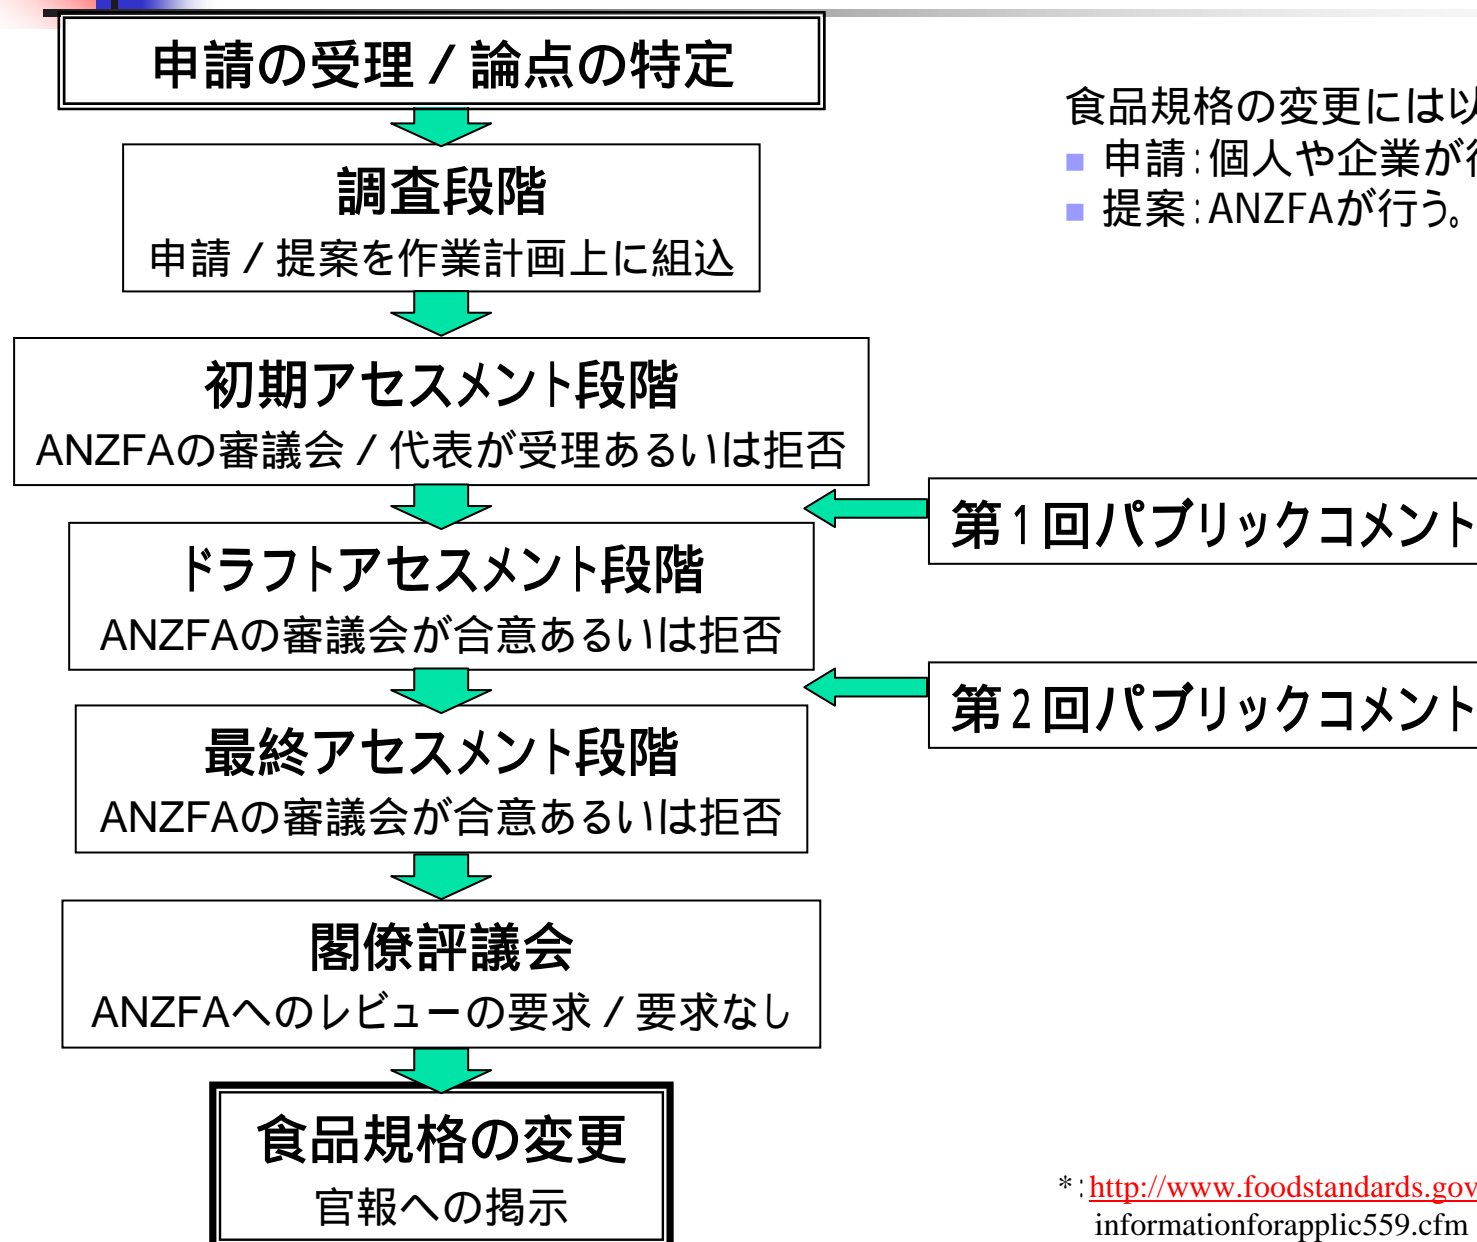 申請の受理／論点の特定
食品規格の変更には以
申請：個人や企業が行
提案：ANZFAが行う。
調査段階
申請／提案を作業計画上に組込
初期アセスメント段階
ANZFAの審議会／代表が受理あるいは拒否
第1回パブリックコメント
ドラフトアセスメント段階
ANZFAの審議会が合意あるいは拒否
第2回パブリックコメント
最終アセスメント段階
ANZFAの審議会が合意あるいは拒否
閣僚評議会
ANZFAへのレビューの要求／要求なし
食品規格の変更
官報への掲示
*：http://www.foodstandards.gov
informationforapplic559.cfm